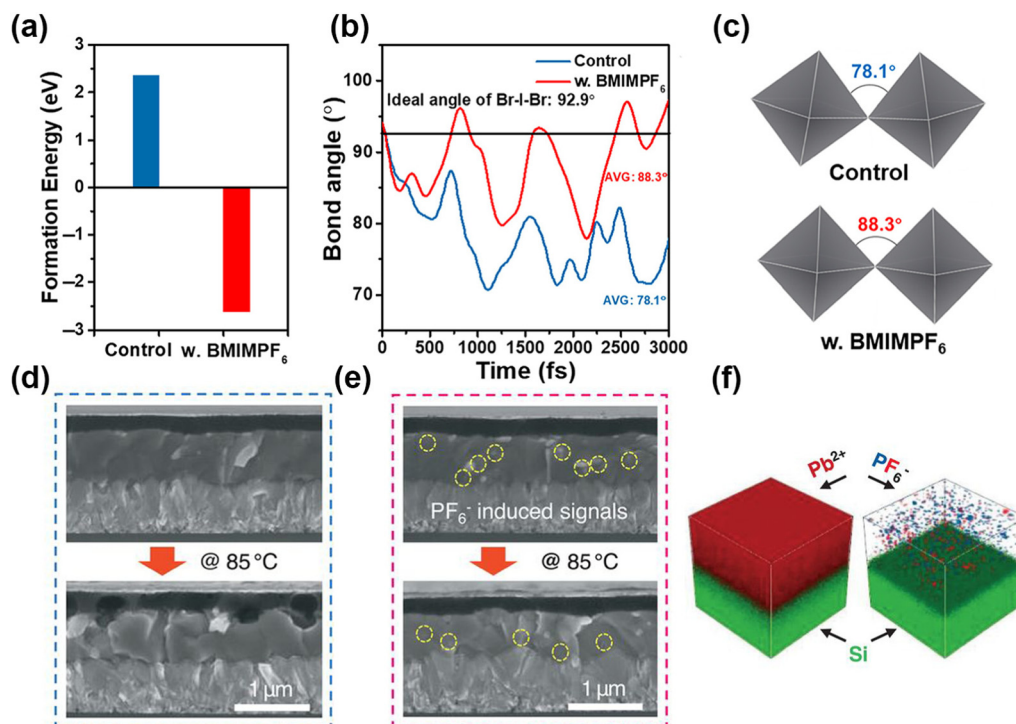 (a)
Formation Energy (eV)
3
2
1
0
−1
−2
−3
Control w. BMIMPF₆
(b)
Bond angle (°)
100
90
80
70
Control
w. BMIMPF₆
Ideal angle of Br-I-Br: 92.9°
AVG: 88.3°
AVG: 78.1°
0 500 1000 1500 2000 2500 3000
Time (fs)
(c)
78.1°
Control
88.3°
w. BMIMPF₆
(d)
@ 85 °C
1 μm
(e)
PF₆⁻ induced signals
@ 85 °C
1 μm
(f)
Pb²⁺ PF₆⁻
Si